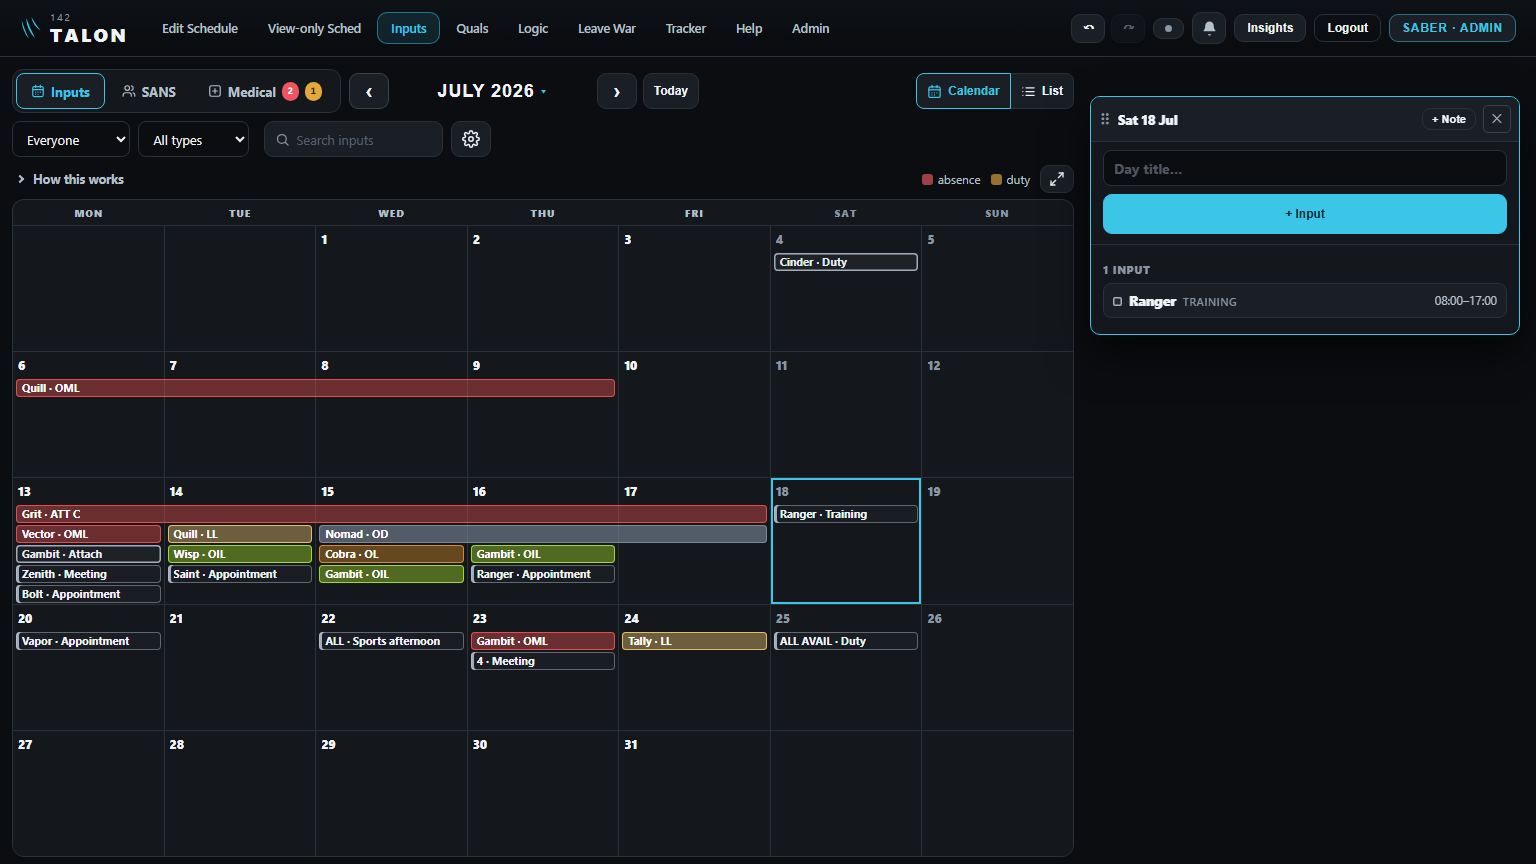 142
TALON
Edit Schedule
View-only Sched
Inputs
Quals
Logic
Leave War
Tracker
Help
Admin
Insights
Logout
SABER · ADMIN
Inputs
SANS
Medical 2 1
JULY 2026
Today
Calendar
List
Everyone
All types
Search inputs
How this works
absence
duty
MON TUE WED THU FRI SAT SUN
1 2 3 4 5
Cinder · Duty
6 7 8 9 10 11 12
Quill · OML
13 14 15 16 17 18 19
Grit · ATT C
Ranger · Training
Vector · OML
Quill · LL
Nomad · OD
Gambit · Attach
Wisp · OIL
Cobra · OL
Gambit · OIL
Zenith · Meeting
Saint · Appointment
Gambit · OIL
Ranger · Appointment
Bolt · Appointment
20 21 22 23 24 25 26
Vapor · Appointment
ALL · Sports afternoon
Gambit · OML
Tally · LL
ALL AVAIL · Duty
4 · Meeting
27 28 29 30 31
Sat 18 Jul
+ Note
Day title...
+ Input
1 INPUT
Ranger TRAINING 08:00–17:00